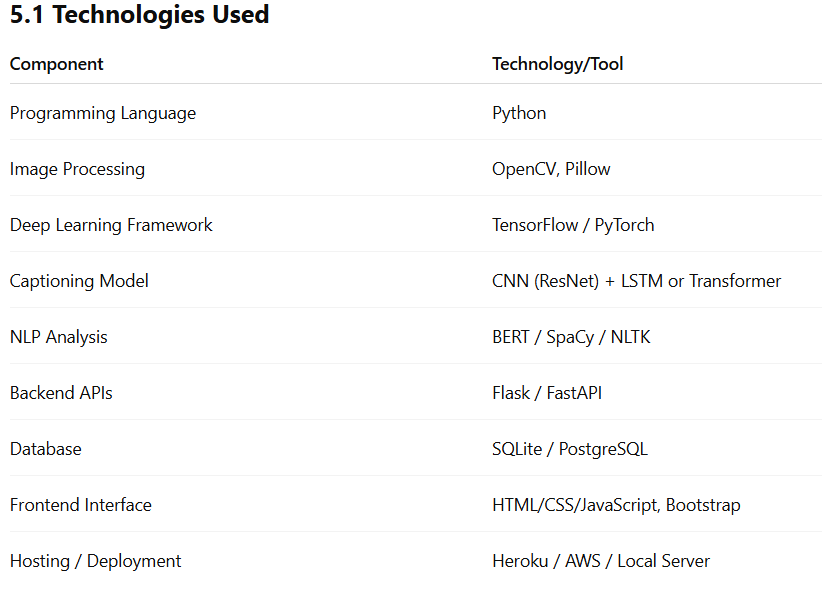 5.1 Technologies Used
Component Technology/Tool
Programming Language Python
Image Processing OpenCV, Pillow
Deep Learning Framework TensorFlow / PyTorch
Captioning Model CNN (ResNet) + LSTM or Transformer
NLP Analysis BERT / SpaCy / NLTK
Backend APIs Flask / FastAPI
Database SQLite / PostgreSQL
Frontend Interface HTML/CSS/JavaScript, Bootstrap
Hosting / Deployment Heroku / AWS / Local Server